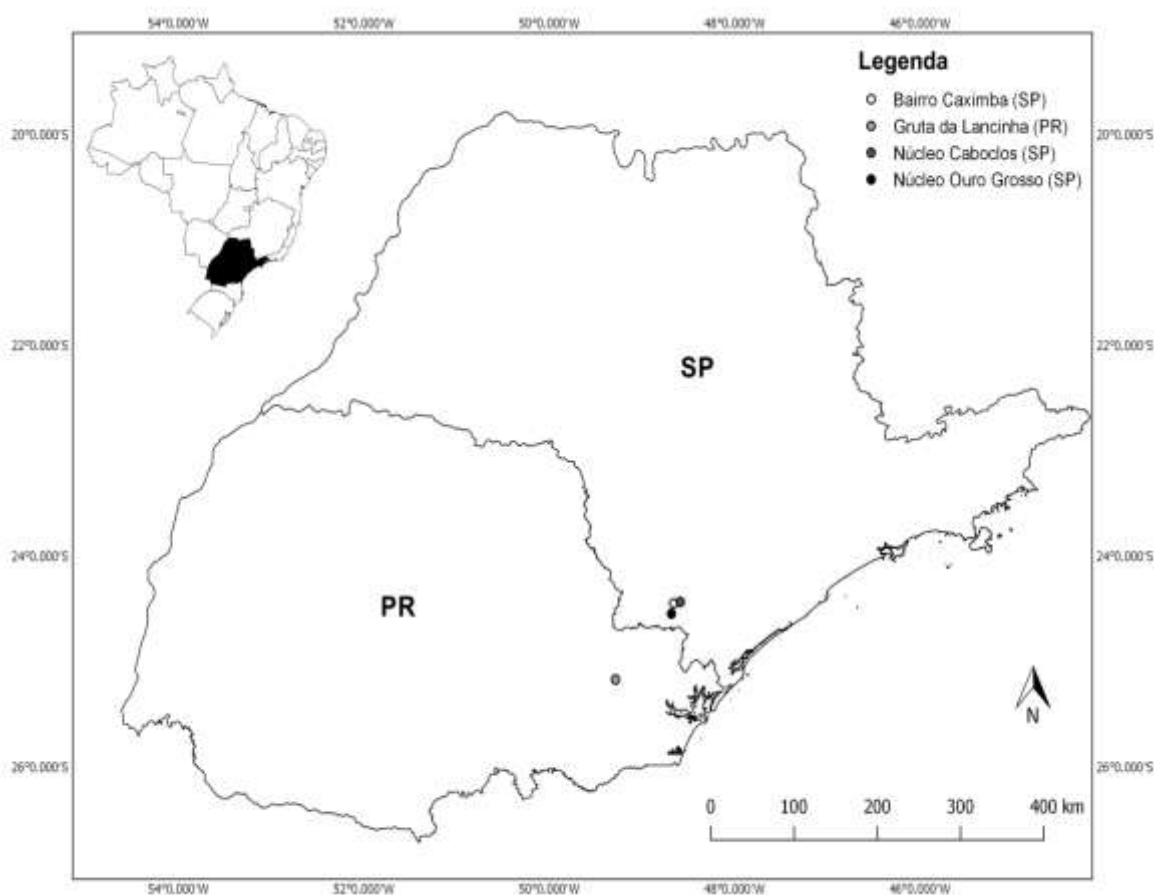 54°0.000'W 52°0.000'W 50°0.000'W 48°0.000'W 46°0.000'W
Legenda
Bairro Caximba (SP)
Gruta da Lancinha (PR)
Núcleo Caboclos (SP)
Núcleo Ouro Grosso (SP)
20°0.000'S 20°0.000'S
22°0.000'S 22°0.000'S
SP
24°0.000'S 24°0.000'S
PR
N
26°0.000'S 26°0.000'S
0 100 200 300 400 km
54°0.000'W 52°0.000'W 50°0.000'W 48°0.000'W 46°0.000'W